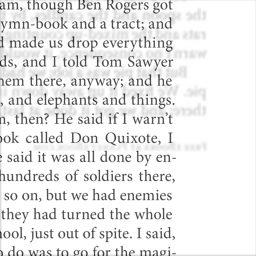 am, though Ben Rogers got
ymn-book and a tract; and
d made us drop everything
ds, and I told Tom Sawyer
hem there, anyway; and he
, and elephants and things.
n, then? He said if I warn't
ook called Don Quixote, I
e said it was all done by en-
hundreds of soldiers there,
so on, but we had enemies
they had turned the whole
ool, just out of spite. I said,
o do was to go for the magi-